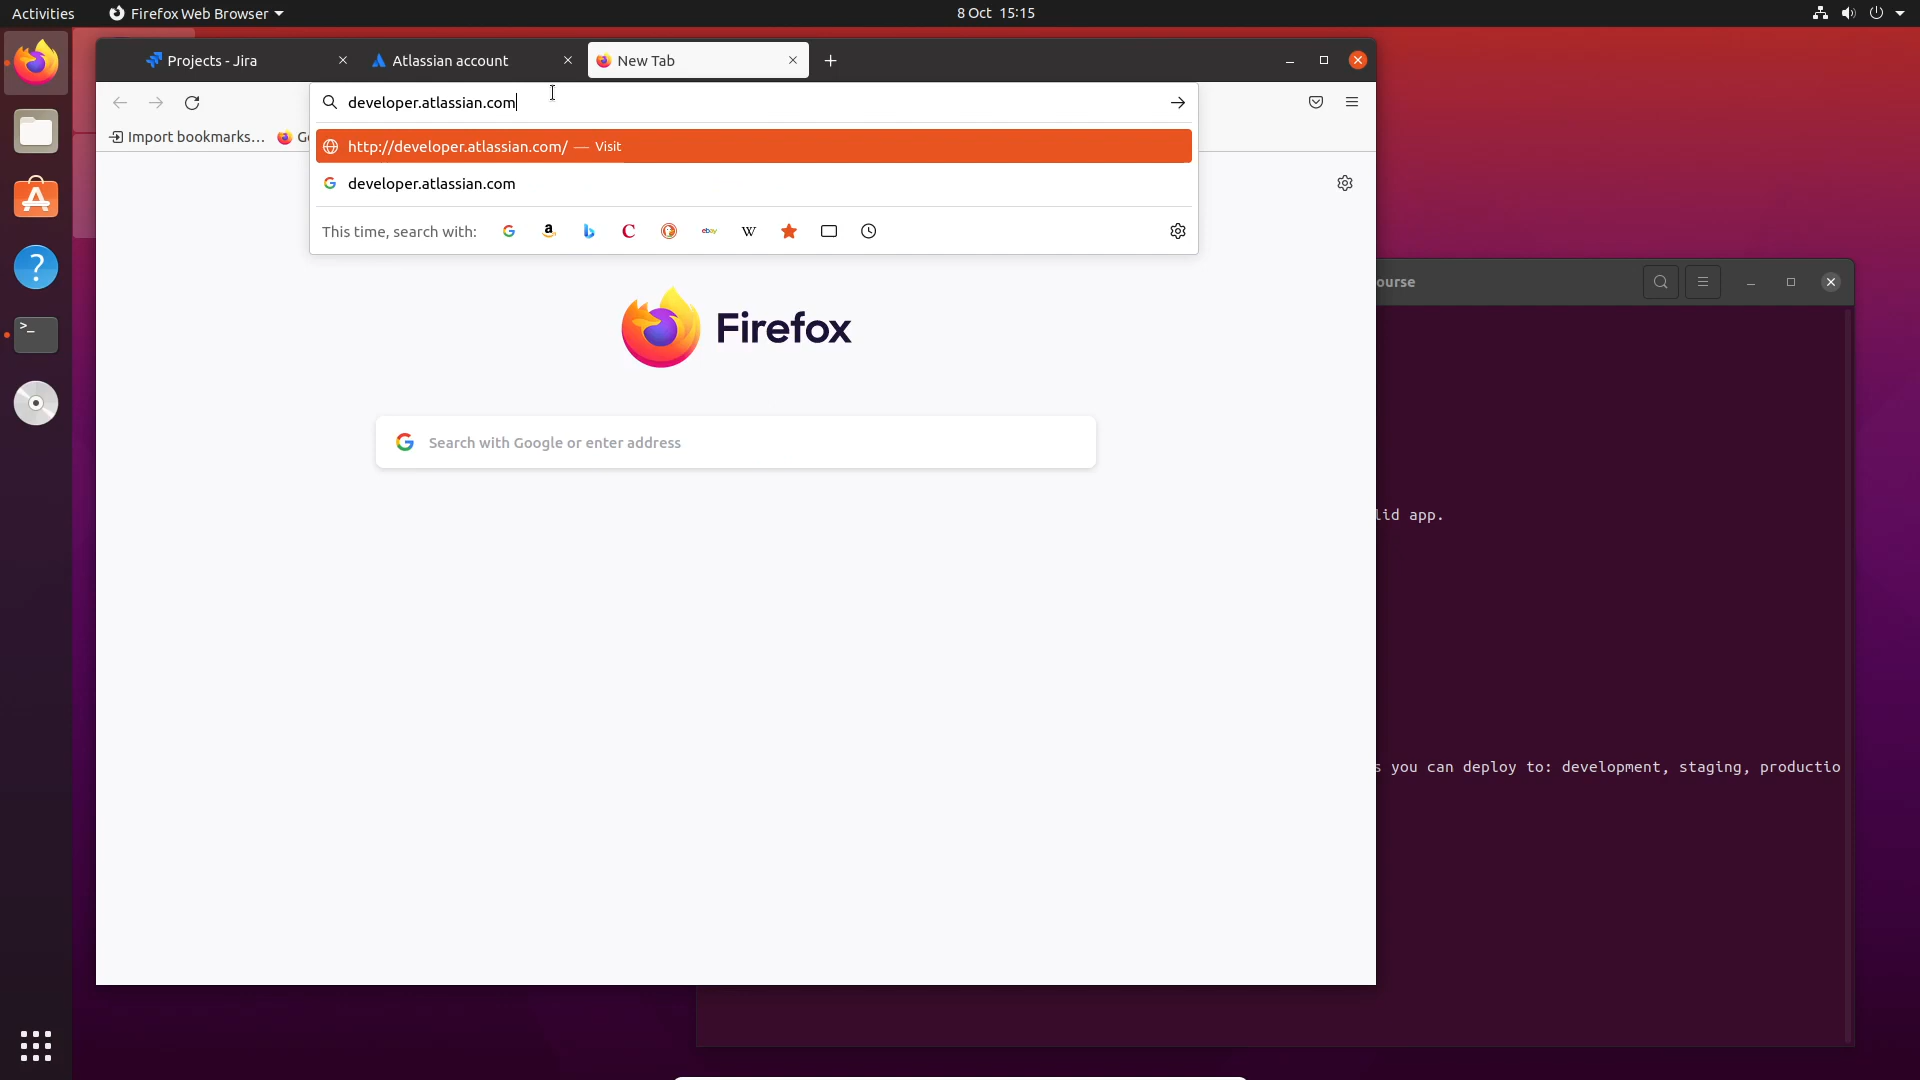 Activities
Firefox Web Browser
8 Oct 15:15
Projects - Jira
Atlassian account
New Tab
developer.atlassian.com
Import bookmarks...
http://developer.atlassian.com/ — Visit
developer.atlassian.com
This time, search with:
Firefox
Search with Google or enter address
ourse
lid app.
s you can deploy to: development, staging, productio